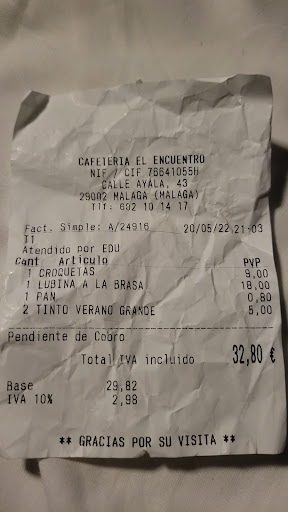 CAFETERIA EL ENCUENTRO
NIF / CIF 76641055H
CALLE AYALA, 43
29002 MALAGA (MALAGA)
Tlf: 692 10 14 17
Fact. Simple: A/24916 20/05/22 21:03
T1
Atendido por EDU
Cant Articulo PVP
1 CROQUETAS 9,00
1 LUBINA A LA BRASA 18,00
1 PAN 0,80
2 TINTO VERANO GRANDE 5,00
Pendiente de Cobro
Total IVA incluido 32,80 €
Base 29,82
IVA 10% 2,98
** GRACIAS POR SU VISITA **